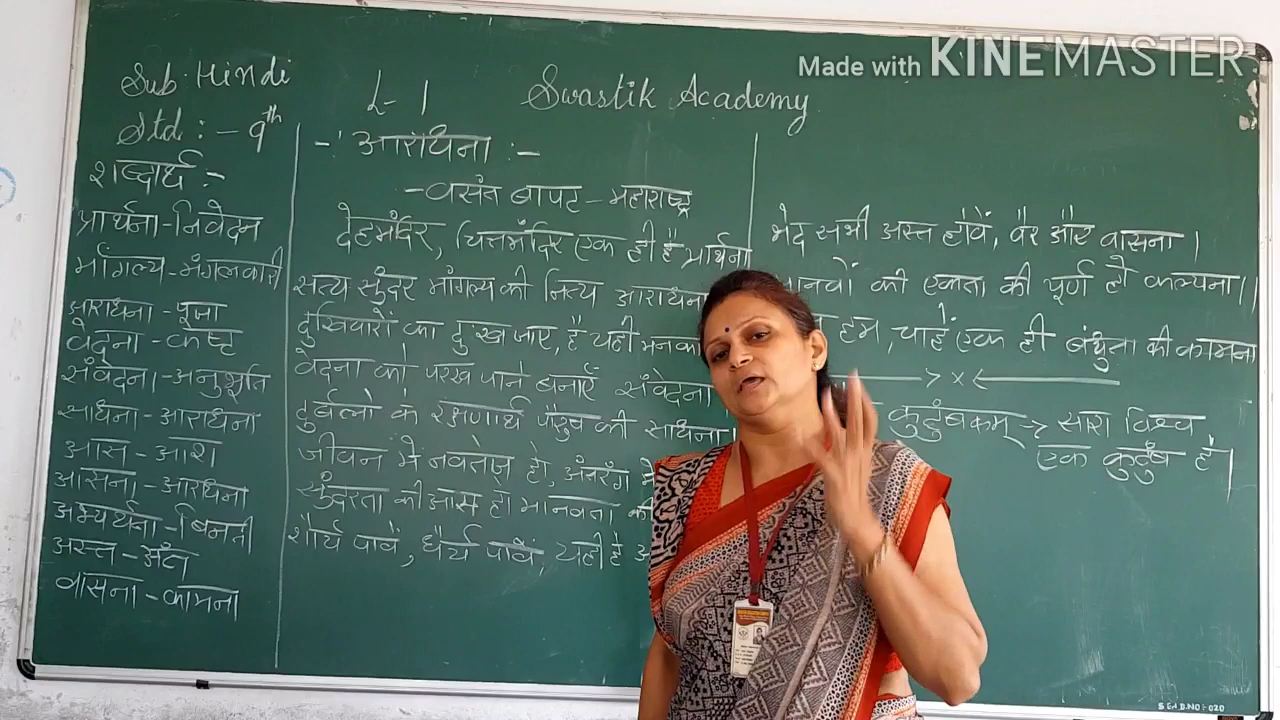 Made with KINEMASTER
Sub Hindi
Std :- 9th
L- 1
Swastik Academy
शब्दार्थ :-
प्रार्थना - निवेदन
मांगल्य - मंगलकारी
आराधना - पूजा
वेदना - कष्ट
संवेदना - अनुभूति
साधना - आराधना
आस - आशा
आसना - आराधना
अभ्यर्थना - बिनती
अस्त - अंत
वासना - कामना
-: आराधना :-
- वसंत बापट - महाराष्ट्र
देहमंदिर, चित्तमंदिर एक ही है प्रार्थना
सत्य सुंदर मांगल्य की नित्य आराधना
दुखियारों का दुःख जाए, है यही मनका
वेदना को परख पाने बनाएँ संवेदना
दुर्बलो के रक्षणार्थ पौरुष की साधना
जीवन में नवतेज हो, अंतरंग में
सुंदरता की आस हो मानवता की
शौर्य पावें, धैर्य पावें, यही है
भेद सभी अस्त होवें, वैर और वासना ।
मानवों की एकता की पूर्ण हो कल्पना ।।
हम, चाहें एक ही बंधुता की कामना
कुटुंबकम् → सारा विश्व
एक कुटुंब है ।